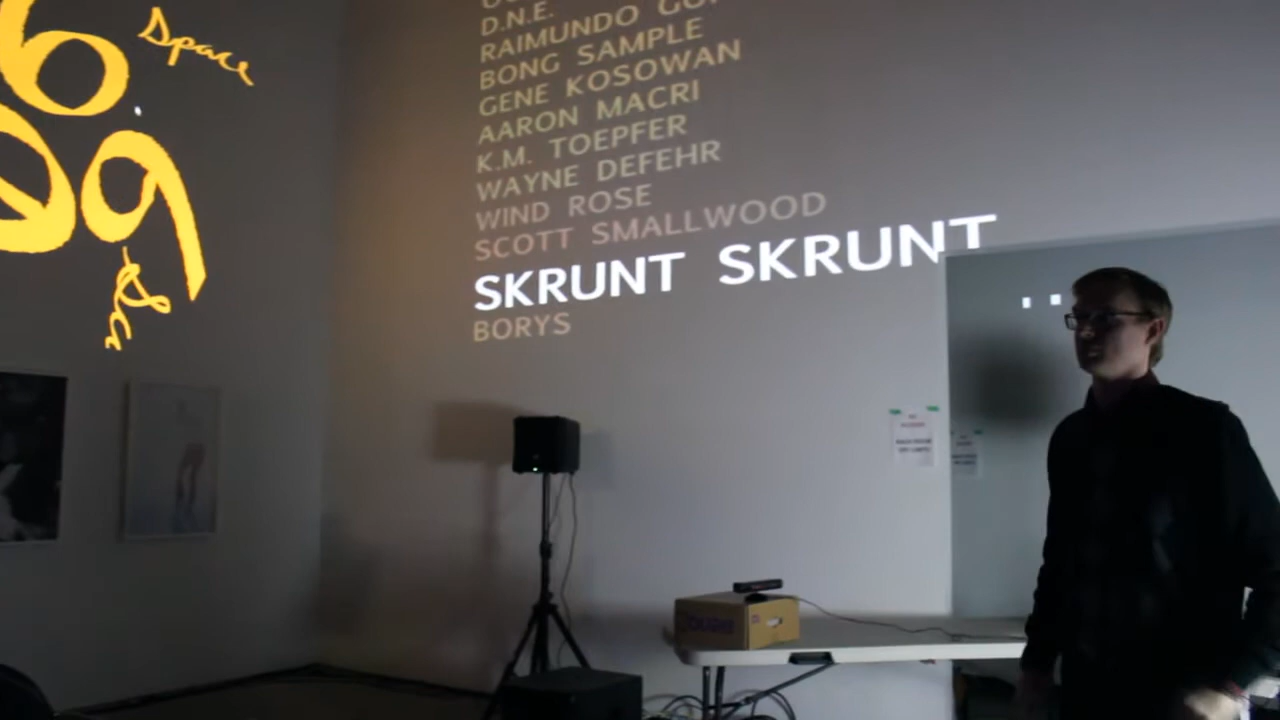 Space
D.N.E.
RAIMUNDO
BONG SAMPLE
GENE KOSOWAN
AARON MACRI
K.M. TOEPFER
WAYNE DEFEHR
WIND ROSE
SCOTT SMALLWOOD
SKRUNT SKRUNT
BORYS